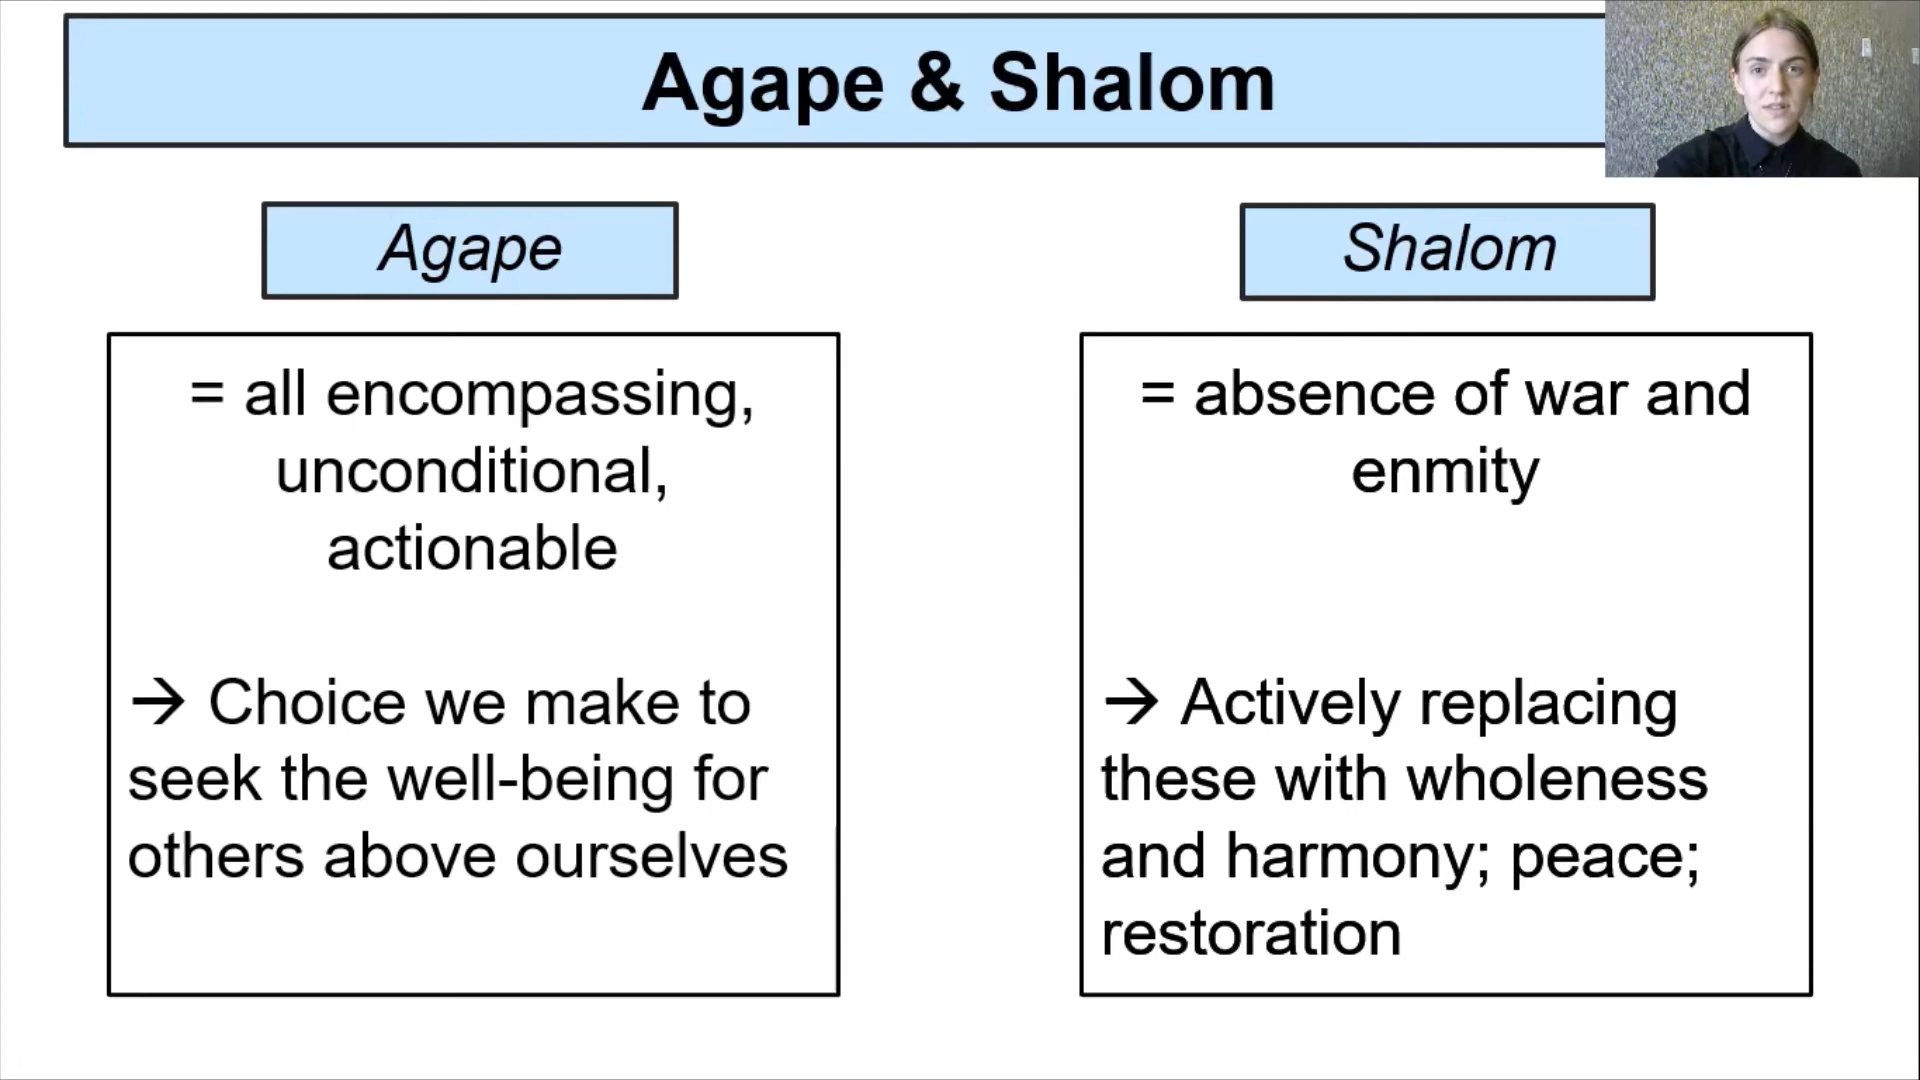 Agape & Shalom
Agape
= all encompassing,
unconditional,
actionable
→ Choice we make to
seek the well-being for
others above ourselves
Shalom
= absence of war and
enmity
→ Actively replacing
these with wholeness
and harmony; peace;
restoration